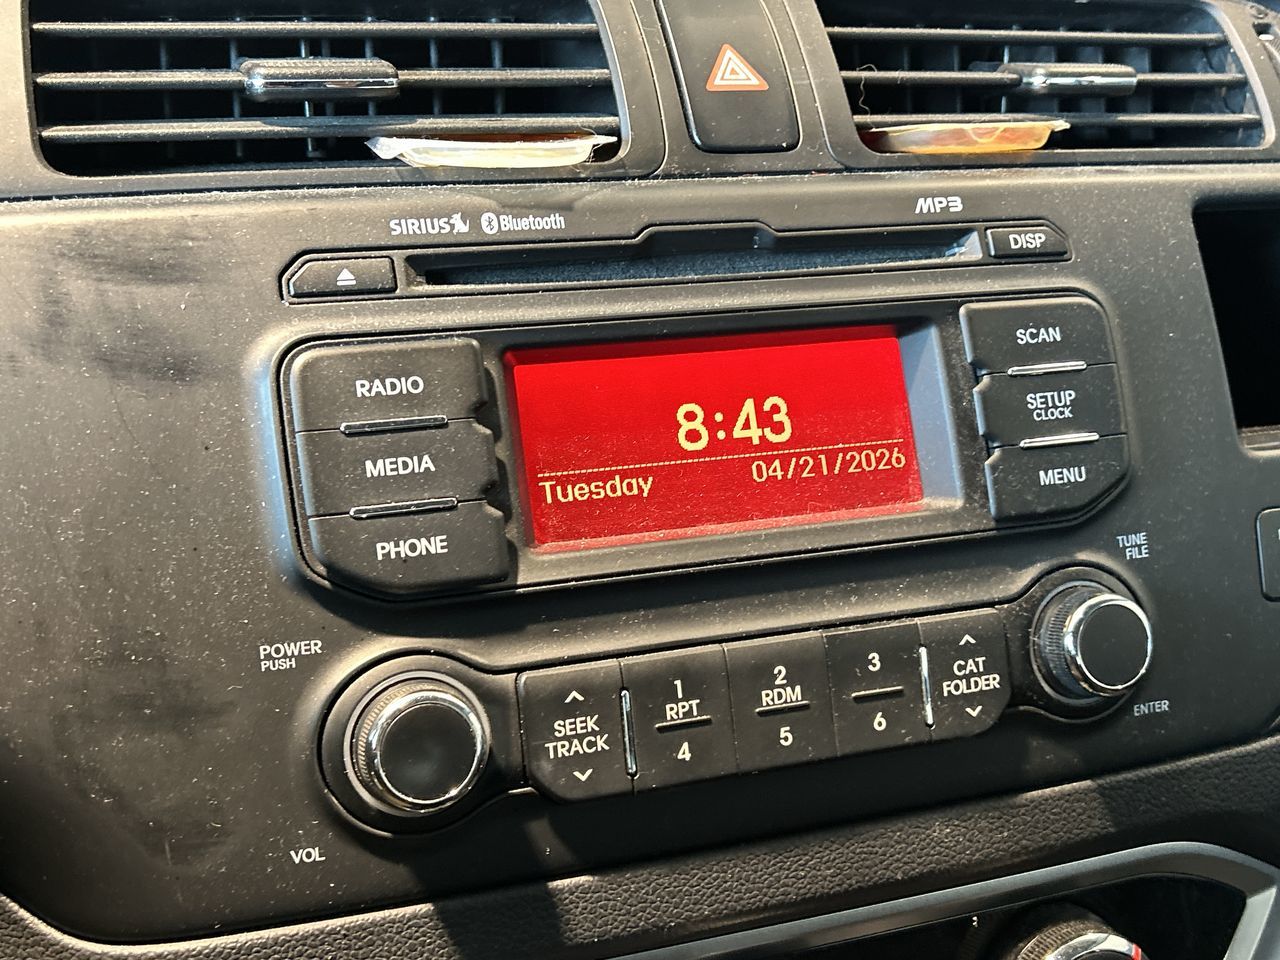 SIRIUS Bluetooth
MP3
DISP
RADIO
MEDIA
PHONE
8:43
Tuesday 04/21/2026
SCAN
SETUP
CLOCK
MENU
POWER
PUSH
VOL
SEEK
TRACK
1
RPT
4
2
RDM
5
3
6
CAT
FOLDER
TUNE
FILE
ENTER